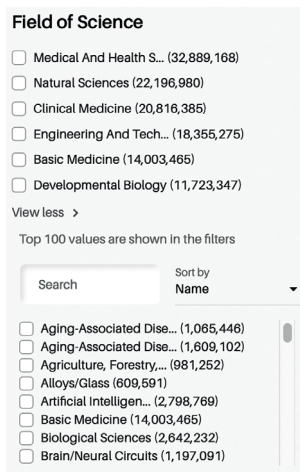 Field of Science
Medical And Health S... (32,889,168)
Natural Sciences (22,196,980)
Clinical Medicine (20,816,385)
Engineering And Tech... (18,355,275)
Basic Medicine (14,003,465)
Developmental Biology (11,723,347)
View less >
Top 100 values are shown in the filters
Sort by
Search
Name
Aging-Associated Dise... (1,065,446)
Aging-Associated Dise... (1,609,102)
Agriculture, Forestry,... (981,252)
Alloys/Glass (609,591)
Artificial Intelligen... (2,798,769)
Basic Medicine (14,003,465)
Biological Sciences (2,642,232)
Brain/Neural Circuits (1,197,091)